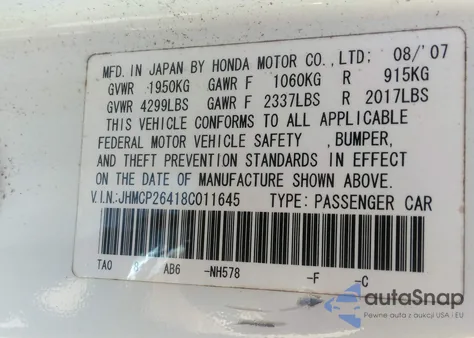 MFD. IN JAPAN BY HONDA MOTOR CO.,LTD; 08/'07
GVWR 1950KG GAWR F 1060KG R 915KG
GVWR 4299LBS GAWR F 2337LBS R 2017LBS
THIS VEHICLE CONFORMS TO ALL APPLICABLE
FEDERAL MOTOR VEHICLE SAFETY ,BUMPER,
AND THEFT PREVENTION STANDARDS IN EFFECT
ON THE DATE OF MANUFACTURE SHOWN ABOVE.
V.I.N:JHMCP26418C011645 TYPE: PASSENGER CAR
TA0 AB6 -NH578 -F -C
autoSnap
Pewne auta z aukcji USA i EU